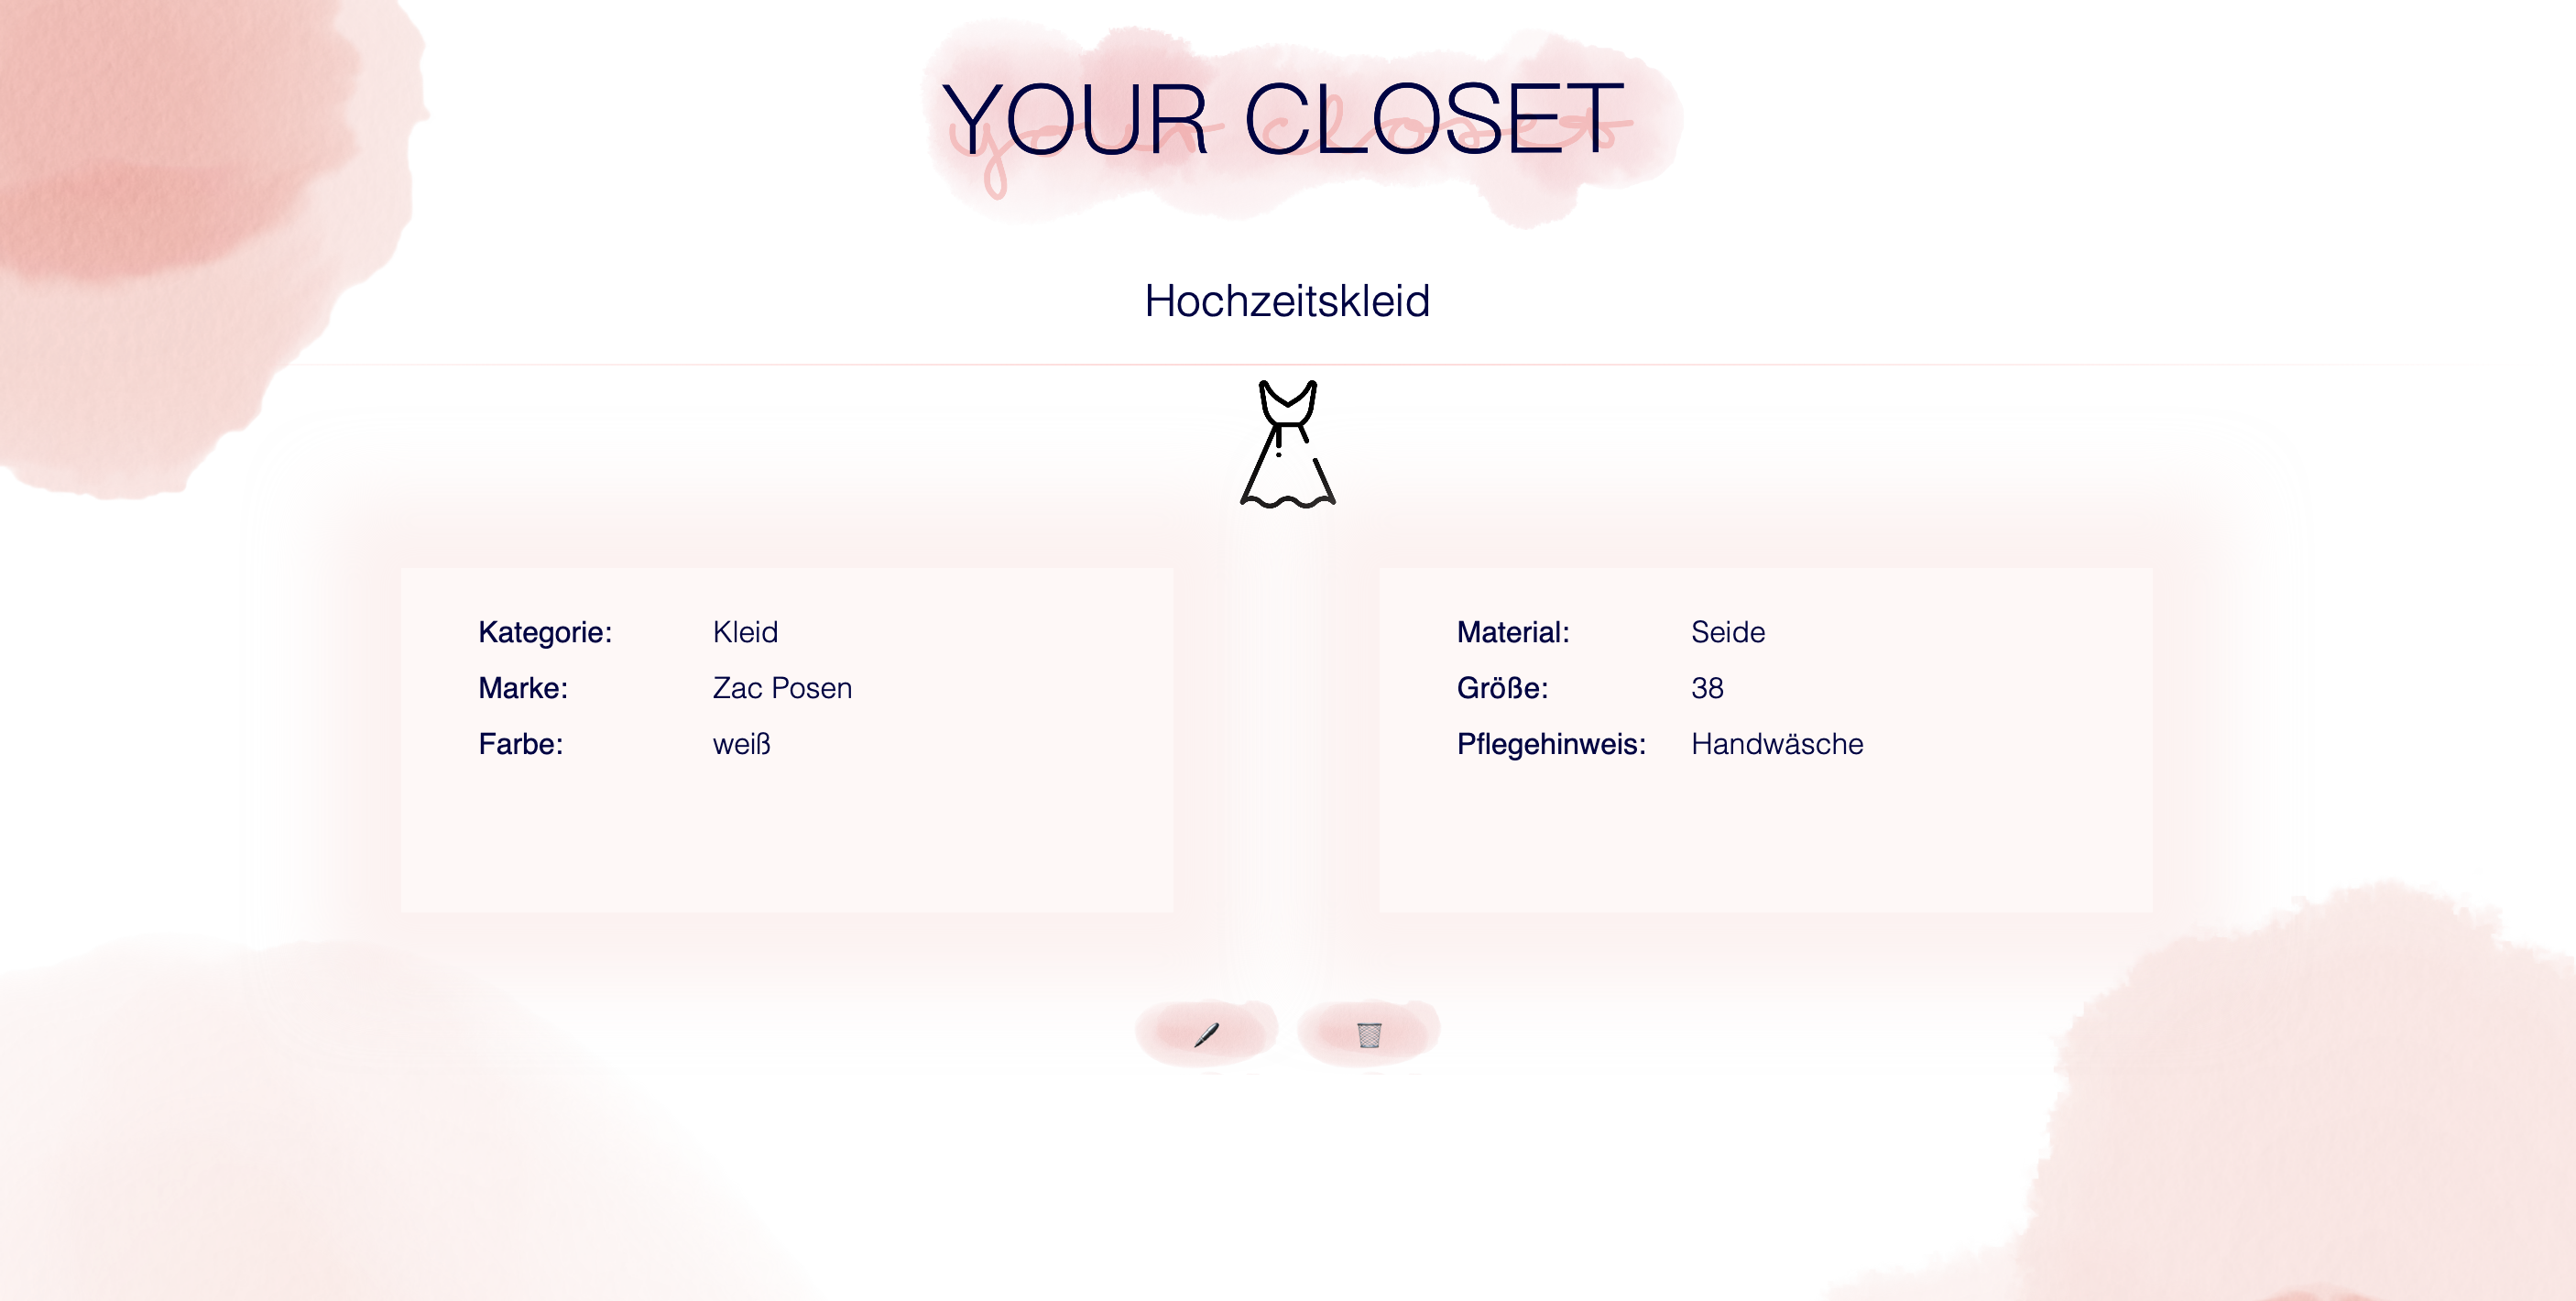 YOUR CLOSET
your closet
Hochzeitskleid
Kategorie: Kleid
Marke: Zac Posen
Farbe: weiß
Material: Seide
Größe: 38
Pflegehinweis: Handwäsche